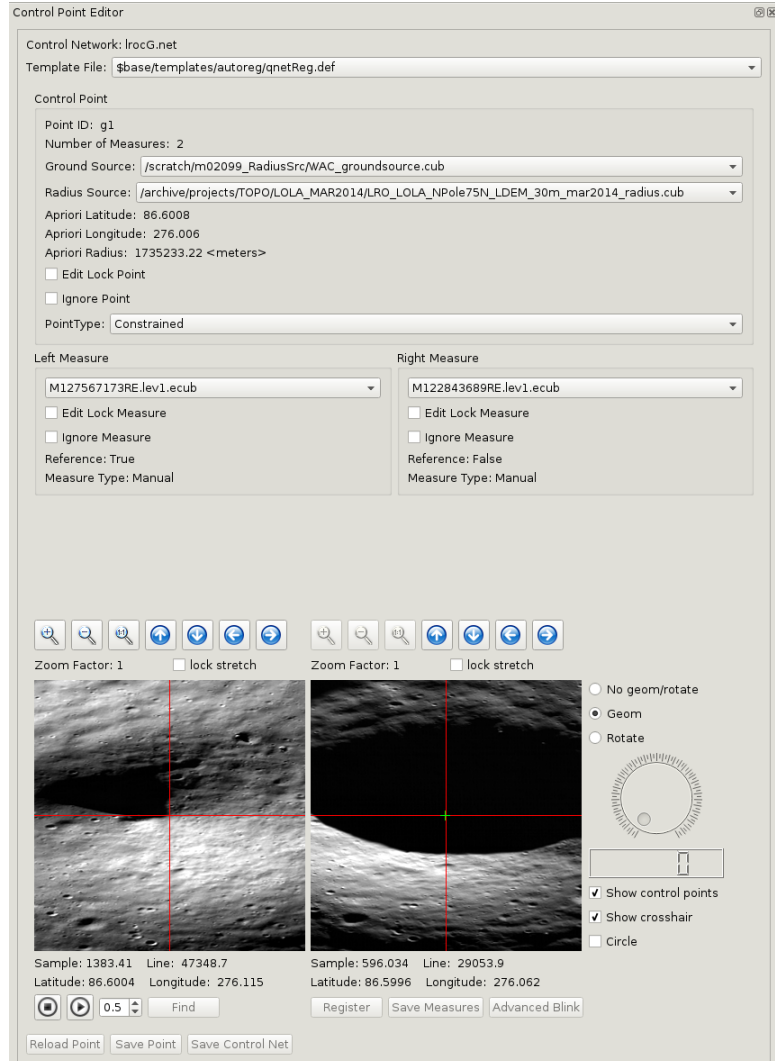 Control Point Editor
Control Network: lrocG.net
Template File: $base/templates/autoreg/qnetReg.def
Control Point
Point ID: g1
Number of Measures: 2
Ground Source: /scratch/m02099_RadiusSrc/WAC_groundsource.cub
Radius Source: /archive/projects/TOPO/LOLA_MAR2014/LRO_LOLA_NPole75N_LDEM_30m_mar2014_radius.cub
Apriori Latitude: 86.6008
Apriori Longitude: 276.006
Apriori Radius: 1735233.22 <meters>
Edit Lock Point
Ignore Point
PointType: Constrained
Left Measure Right Measure
M127567173RE.lev1.ecub M122843689RE.lev1.ecub
Edit Lock Measure Edit Lock Measure
Ignore Measure Ignore Measure
Reference: True Reference: False
Measure Type: Manual Measure Type: Manual
Zoom Factor: 1 lock stretch Zoom Factor: 1 lock stretch
No geom/rotate
Geom
Rotate
0
Show control points
Show crosshair
Circle
Sample: 1383.41 Line: 47348.7 Sample: 596.034 Line: 29053.9
Latitude: 86.6004 Longitude: 276.115 Latitude: 86.5996 Longitude: 276.062
0.5 Find Register Save Measures Advanced Blink
Reload Point Save Point Save Control Net